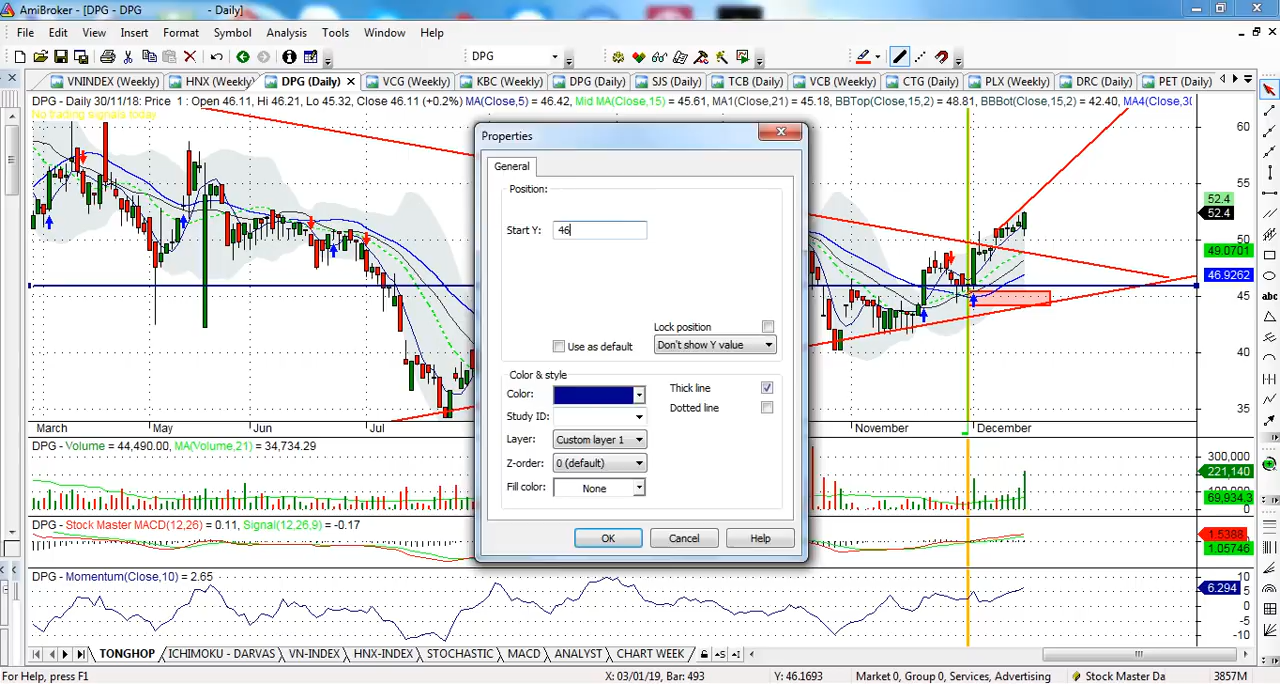 AmiBroker - [DPG - DPG - Daily]
File Edit View Insert Format Symbol Analysis Tools Window Help
DPG
VNINDEX (Weekly) HNX (Weekly) DPG (Daily) VCG (Weekly) KBC (Weekly) DPG (Daily) SJS (Daily) TCB (Daily) VCB (Weekly) CTG (Daily) PLX (Weekly) DRC (Daily) PET (Daily)
DPG - Daily 30/11/18: Price 1 : Open 46.11, Hi 46.21, Lo 45.32, Close 46.11 (+0.2%) MA(Close,5) = 46.42, Mid MA(Close,15) = 45.61, MA1(Close,21) = 45.18, BBTop(Close,15,2) = 48.81, BBBot(Close,15,2) = 42.40, MA4(Close,30
No trading signals today
60
55
52.4
52.4
50
49.0701
46.9262
45
40
35
Properties
General
Position:
Start Y: 46
Lock position
Use as default Don't show Y value
Color & style
Color: Thick line
Study ID: Dotted line
Layer: Custom layer 1
Z-order: 0 (default)
Fill color: None
OK Cancel Help
abc
March May Jun Jul November December
DPG - Volume = 44,490.00, MA(Volume,21) = 34,734.29
300,000
221,140
69,934.3
DPG - Stock Master MACD(12,26) = 0.11, Signal(12,26,9) = -0.17
1.5388
1.05746
DPG - Momentum(Close,10) = 2.65
10
6.294
5
0
-5
-10
TONGHOP ICHIMOKU - DARVAS VN-INDEX HNX-INDEX STOCHASTIC MACD ANALYST CHART WEEK
For Help, press F1 X: 03/01/19, Bar: 493 Y: 46.1693 Market 0, Group 0, Services, Advertising Stock Master Da 3857M